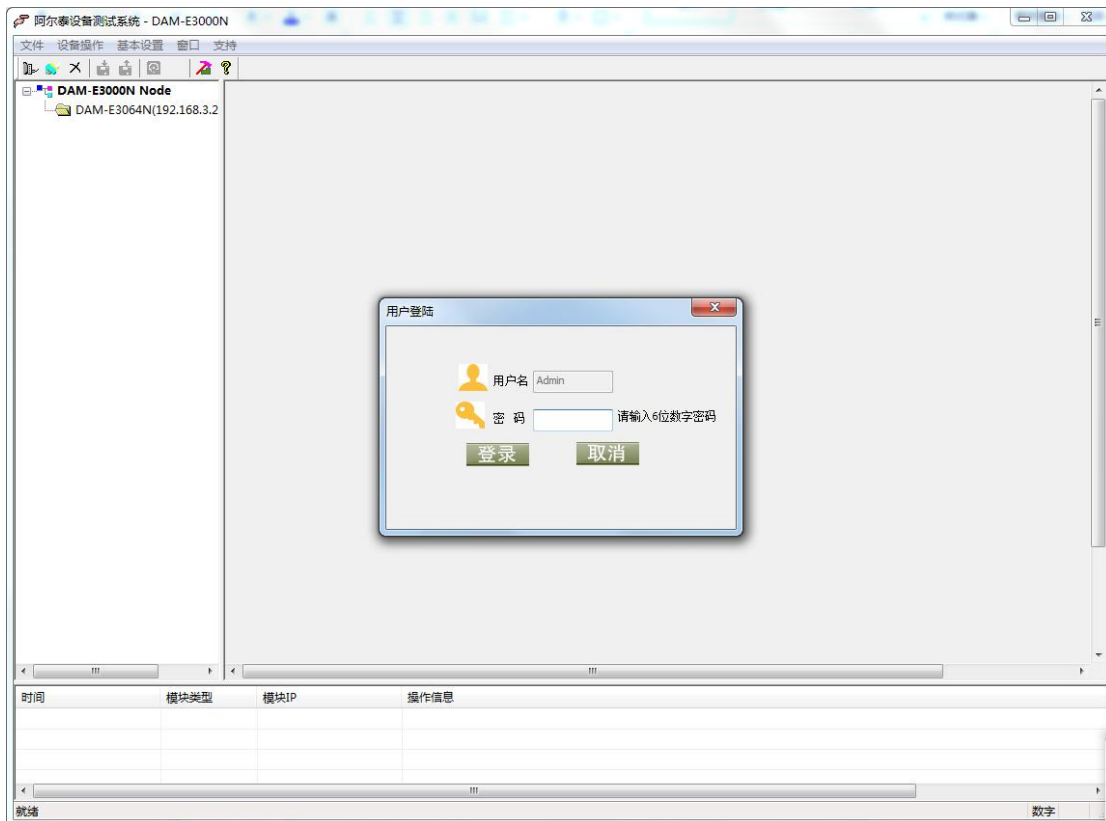 阿尔泰设备测试系统 - DAM-E3000N
文件 设备操作 基本设置 窗口 支持
DAM-E3000N Node
DAM-E3064N(192.168.3.2
用户登陆
用户名 Admin
密 码 请输入6位数字密码
登录 取消
时间 模块类型 模块IP 操作信息
就绪 数字